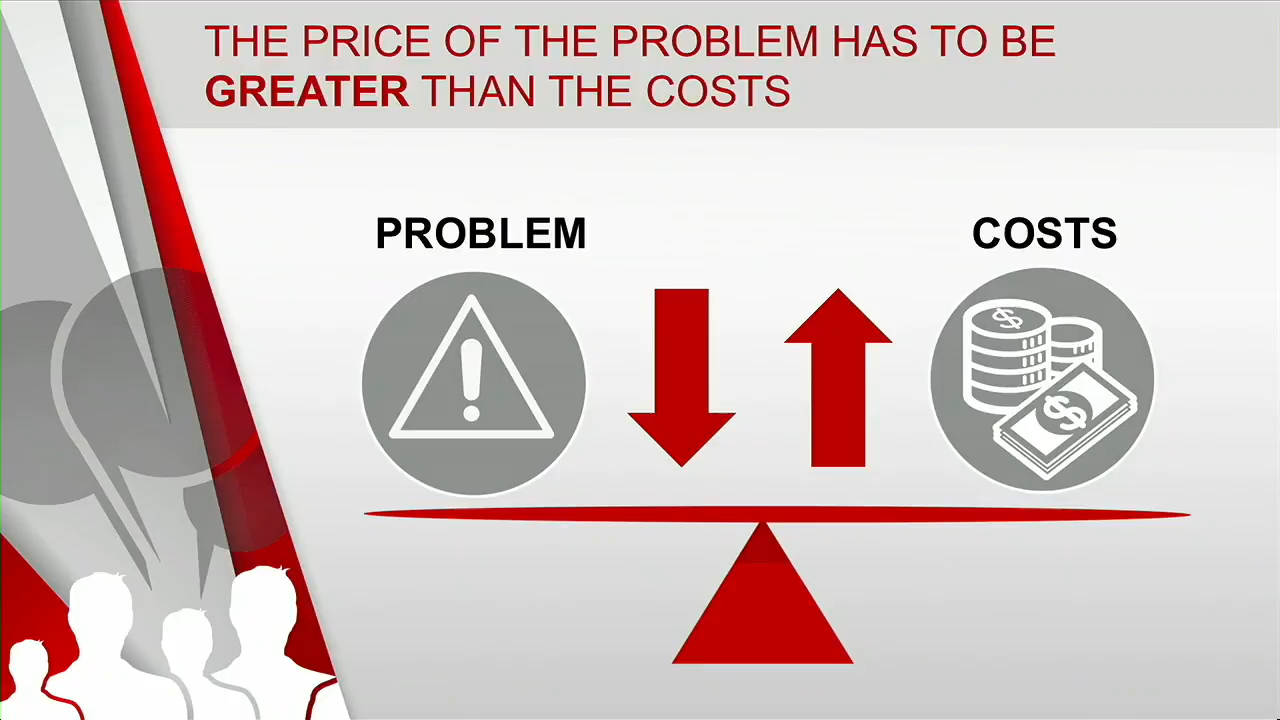 THE PRICE OF THE PROBLEM HAS TO BE
GREATER THAN THE COSTS
PROBLEM
COSTS
$
$